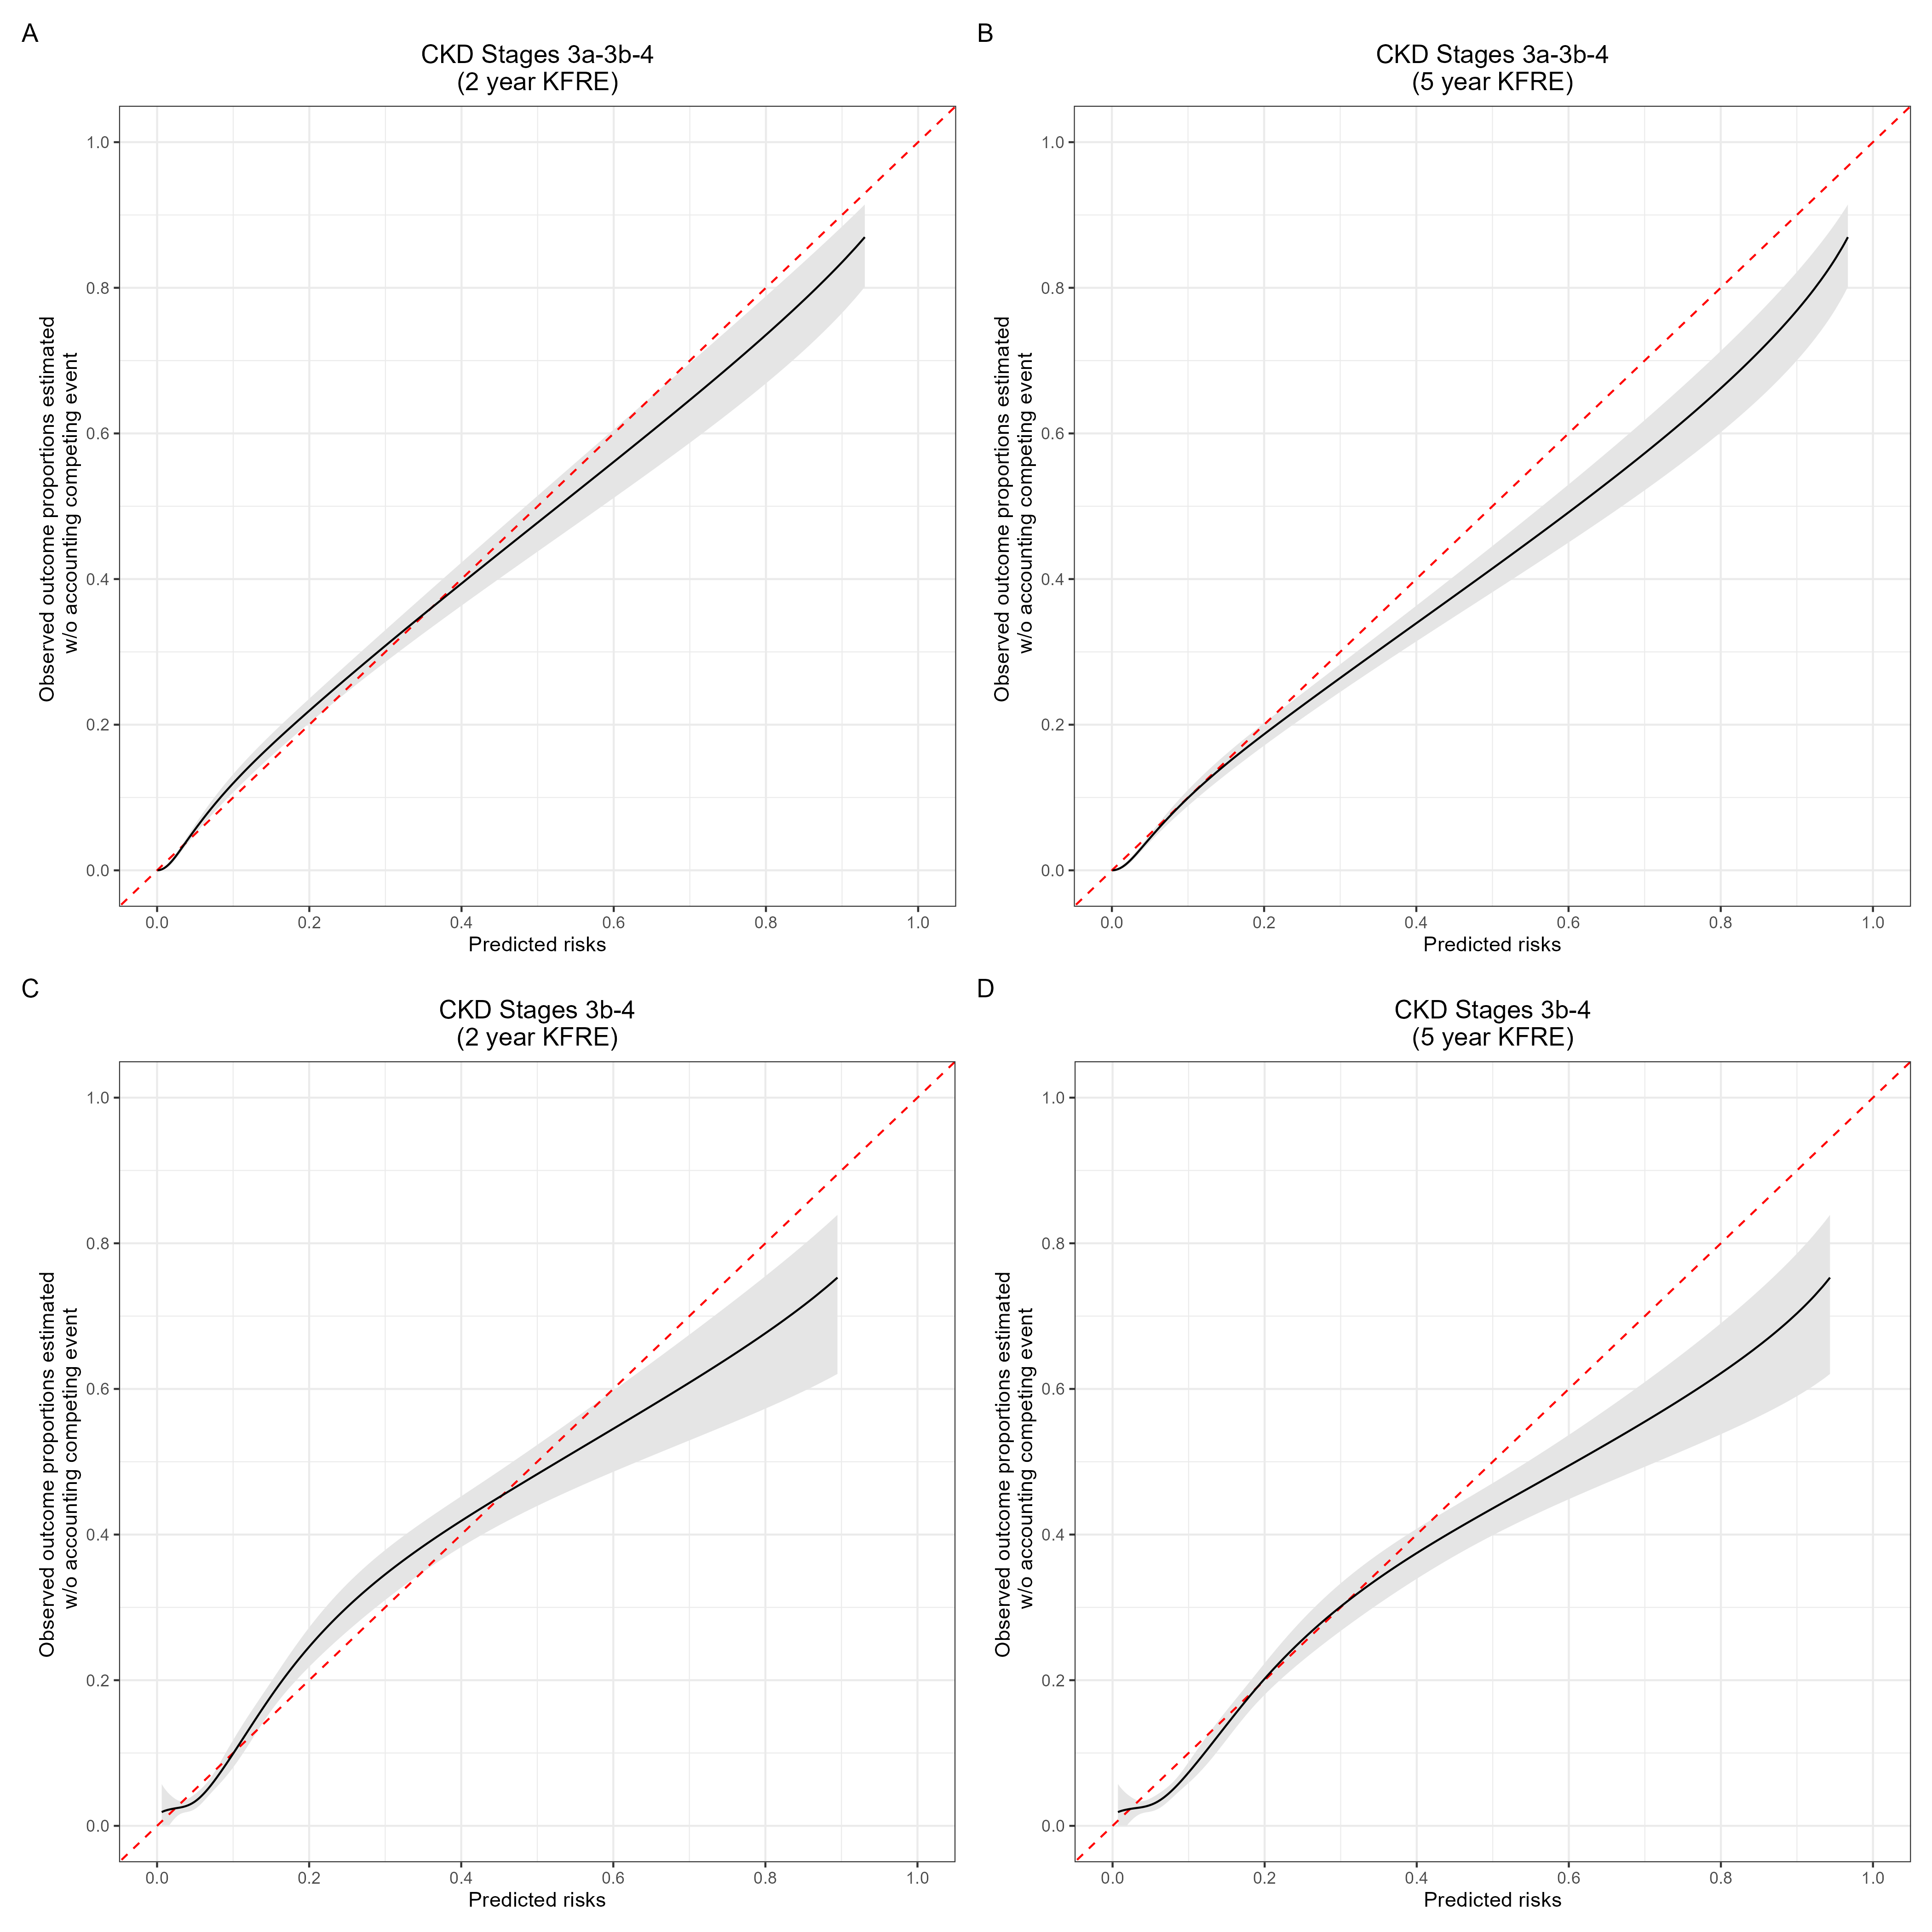 A
CKD Stages 3a-3b-4
(2 year KFRE)
Observed outcome proportions estimated
w/o accounting competing event
1.0
0.8
0.6
0.4
0.2
0.0
0.0 0.2 0.4 0.6 0.8 1.0
Predicted risks
B
CKD Stages 3a-3b-4
(5 year KFRE)
Observed outcome proportions estimated
w/o accounting competing event
1.0
0.8
0.6
0.4
0.2
0.0
0.0 0.2 0.4 0.6 0.8 1.0
Predicted risks
C
CKD Stages 3b-4
(2 year KFRE)
Observed outcome proportions estimated
w/o accounting competing event
1.0
0.8
0.6
0.4
0.2
0.0
0.0 0.2 0.4 0.6 0.8 1.0
Predicted risks
D
CKD Stages 3b-4
(5 year KFRE)
Observed outcome proportions estimated
w/o accounting competing event
1.0
0.8
0.6
0.4
0.2
0.0
0.0 0.2 0.4 0.6 0.8 1.0
Predicted risks